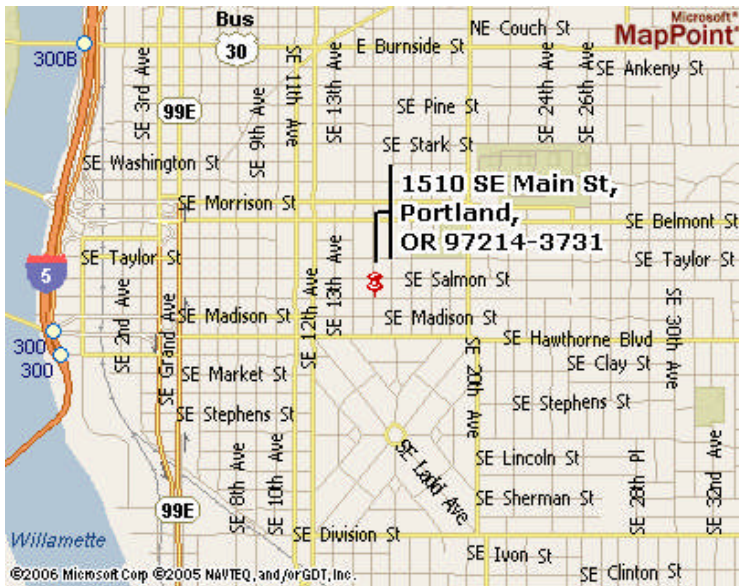 Bus
30
NE Couch St
Microsoft®
MapPoint®
300B
E Burnside St
SE Ankeny St
SE 3rd Ave
99E
SE 9th Ave
SE 11th Ave
SE 13th Ave
SE Pine St
SE 24th Ave
SE 26th Ave
SE Stark St
SE Washington St
SE Morrison St
1510 SE Main St,
Portland,
OR 97214-3731
SE Belmont St
SE Taylor St
SE Taylor St
5
SE 2nd Ave
SE Grand Ave
SE 12th Ave
SE 13th Ave
SE Salmon St
SE 30th Ave
SE Madison St
SE Madison St
300
300
SE Hawthorne Blvd
SE 20th Ave
SE Clay St
SE Market St
SE Stephens St
SE Stephens St
SE Ladd Ave
SE 8th Ave
SE 10th Ave
SE Lincoln St
SE 28th Pl
SE 32nd Ave
SE Sherman St
99E
Willamette
SE Division St
SE Ivon St
SE Clinton St
©2006 Microsoft Corp ©2005 NAVTEQ, and/or GDT, Inc.